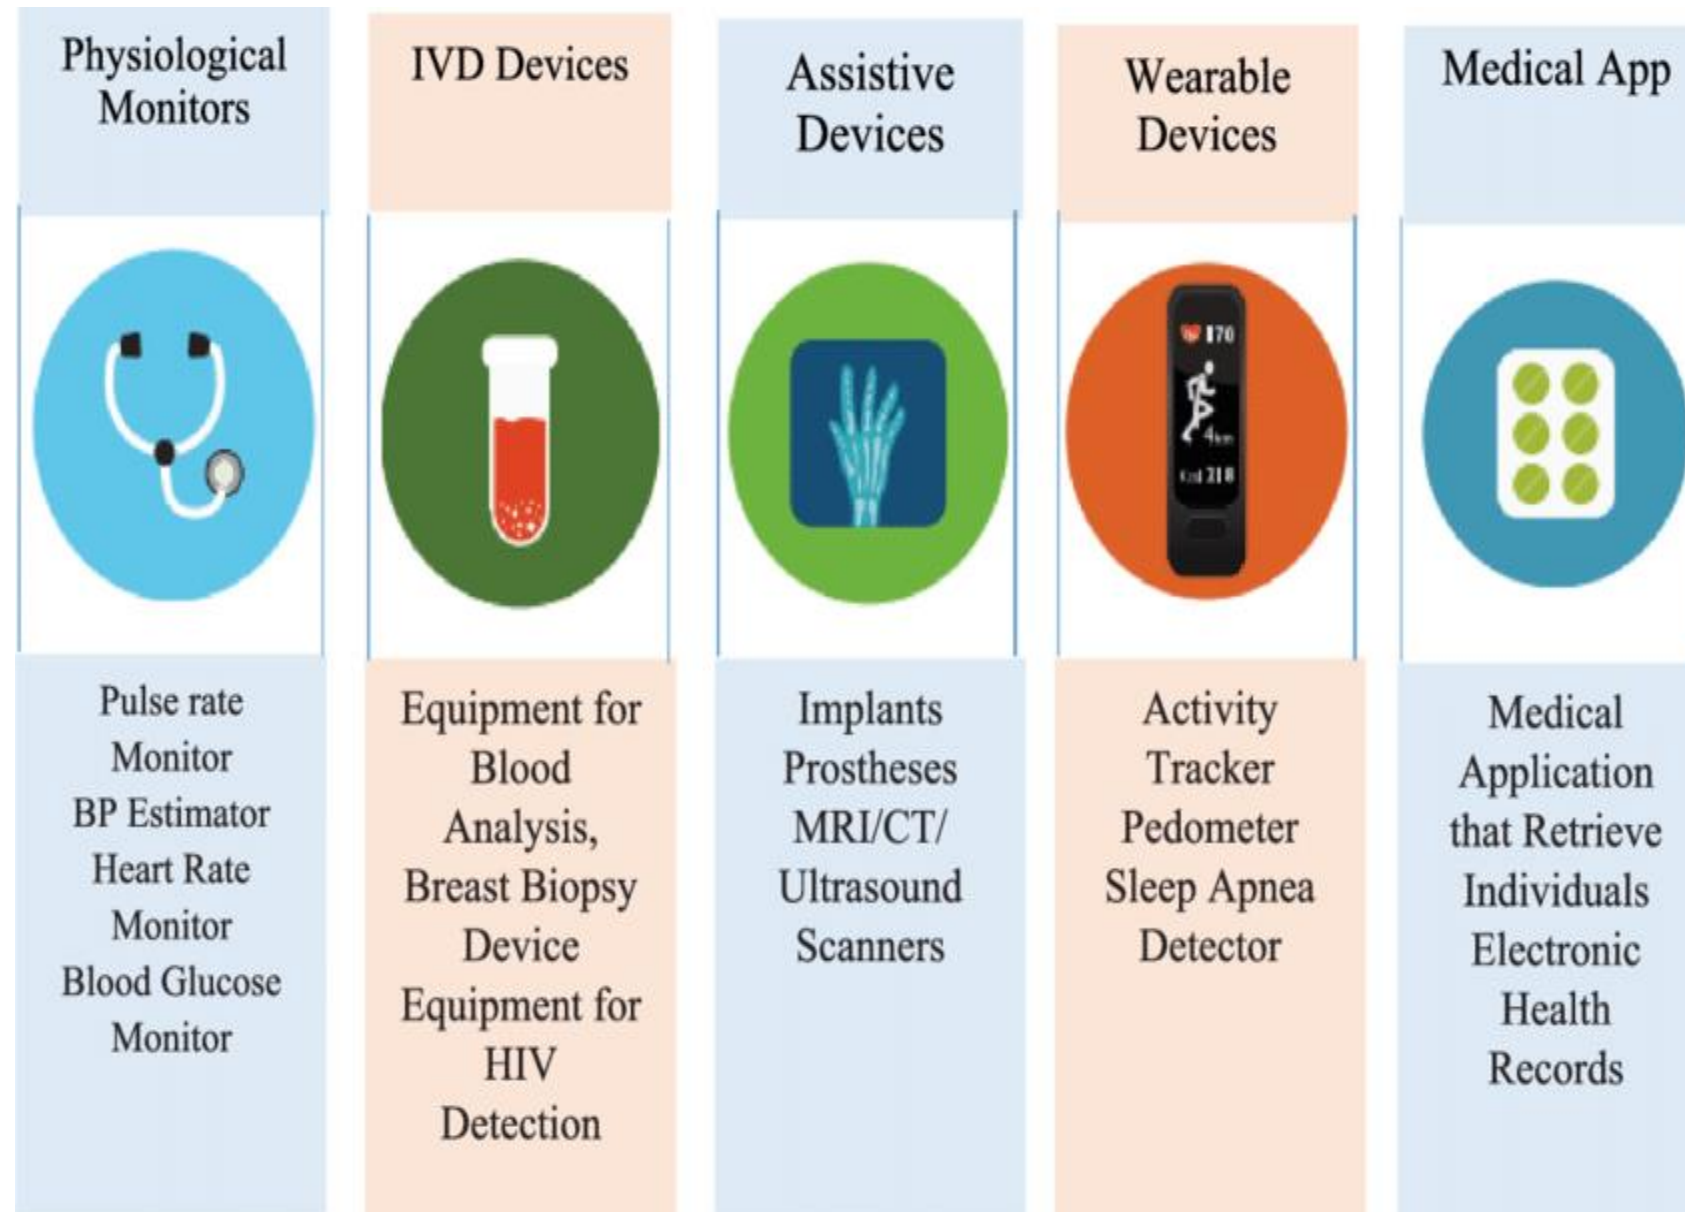 Physiological
Monitors
IVD Devices
Assistive
Devices
Wearable
Devices
Medical App
170
4km
Cal 218
Pulse rate
Monitor
BP Estimator
Heart Rate
Monitor
Blood Glucose
Monitor
Equipment for
Blood
Analysis,
Breast Biopsy
Device
Equipment for
HIV
Detection
Implants
Prostheses
MRI/CT/
Ultrasound
Scanners
Activity
Tracker
Pedometer
Sleep Apnea
Detector
Medical
Application
that Retrieve
Individuals
Electronic
Health
Records